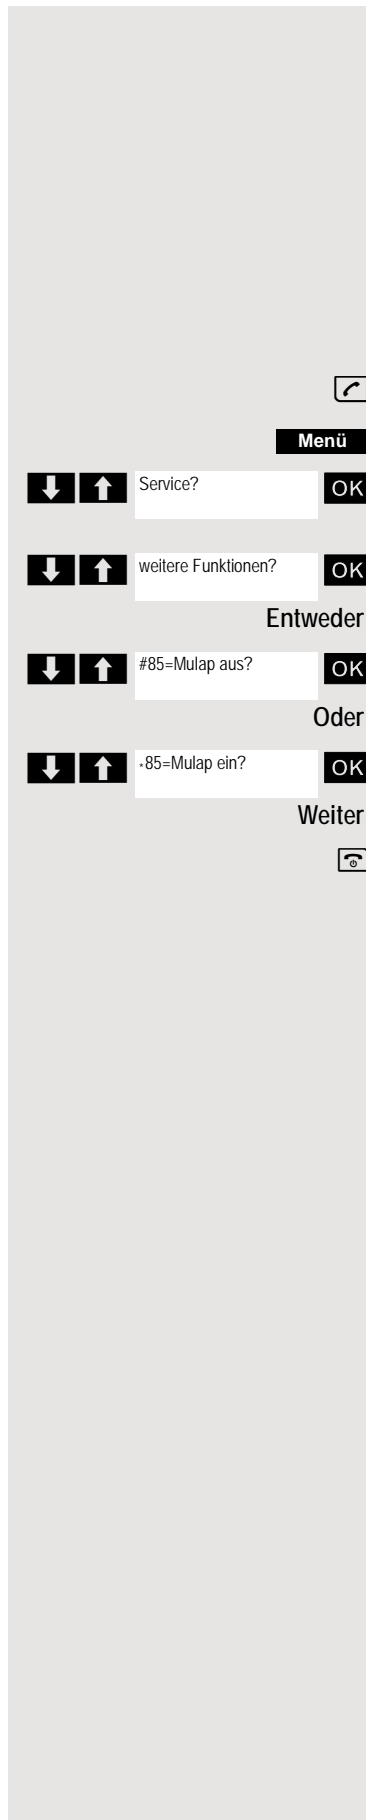 Menü
Service? OK
weitere Funktionen? OK
Entweder
#85=Mulap aus? OK
Oder
*85=Mulap ein? OK
Weiter